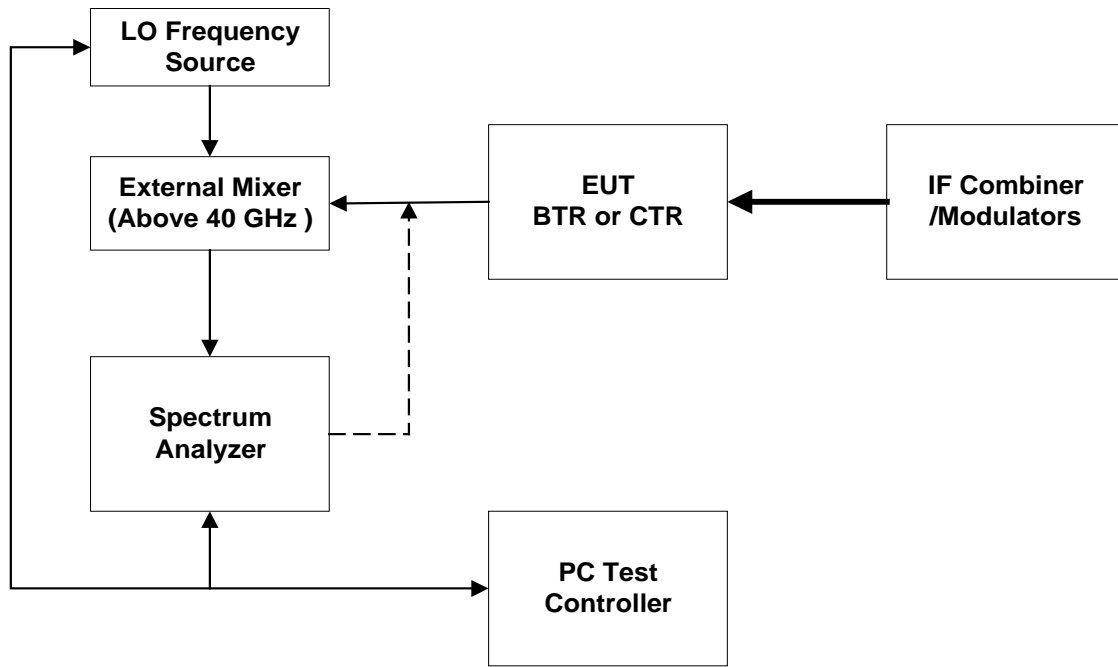 LO Frequency
Source
External Mixer
(Above 40 GHz )
EUT
BTR or CTR
IF Combiner
/Modulators
Spectrum
Analyzer
PC Test
Controller